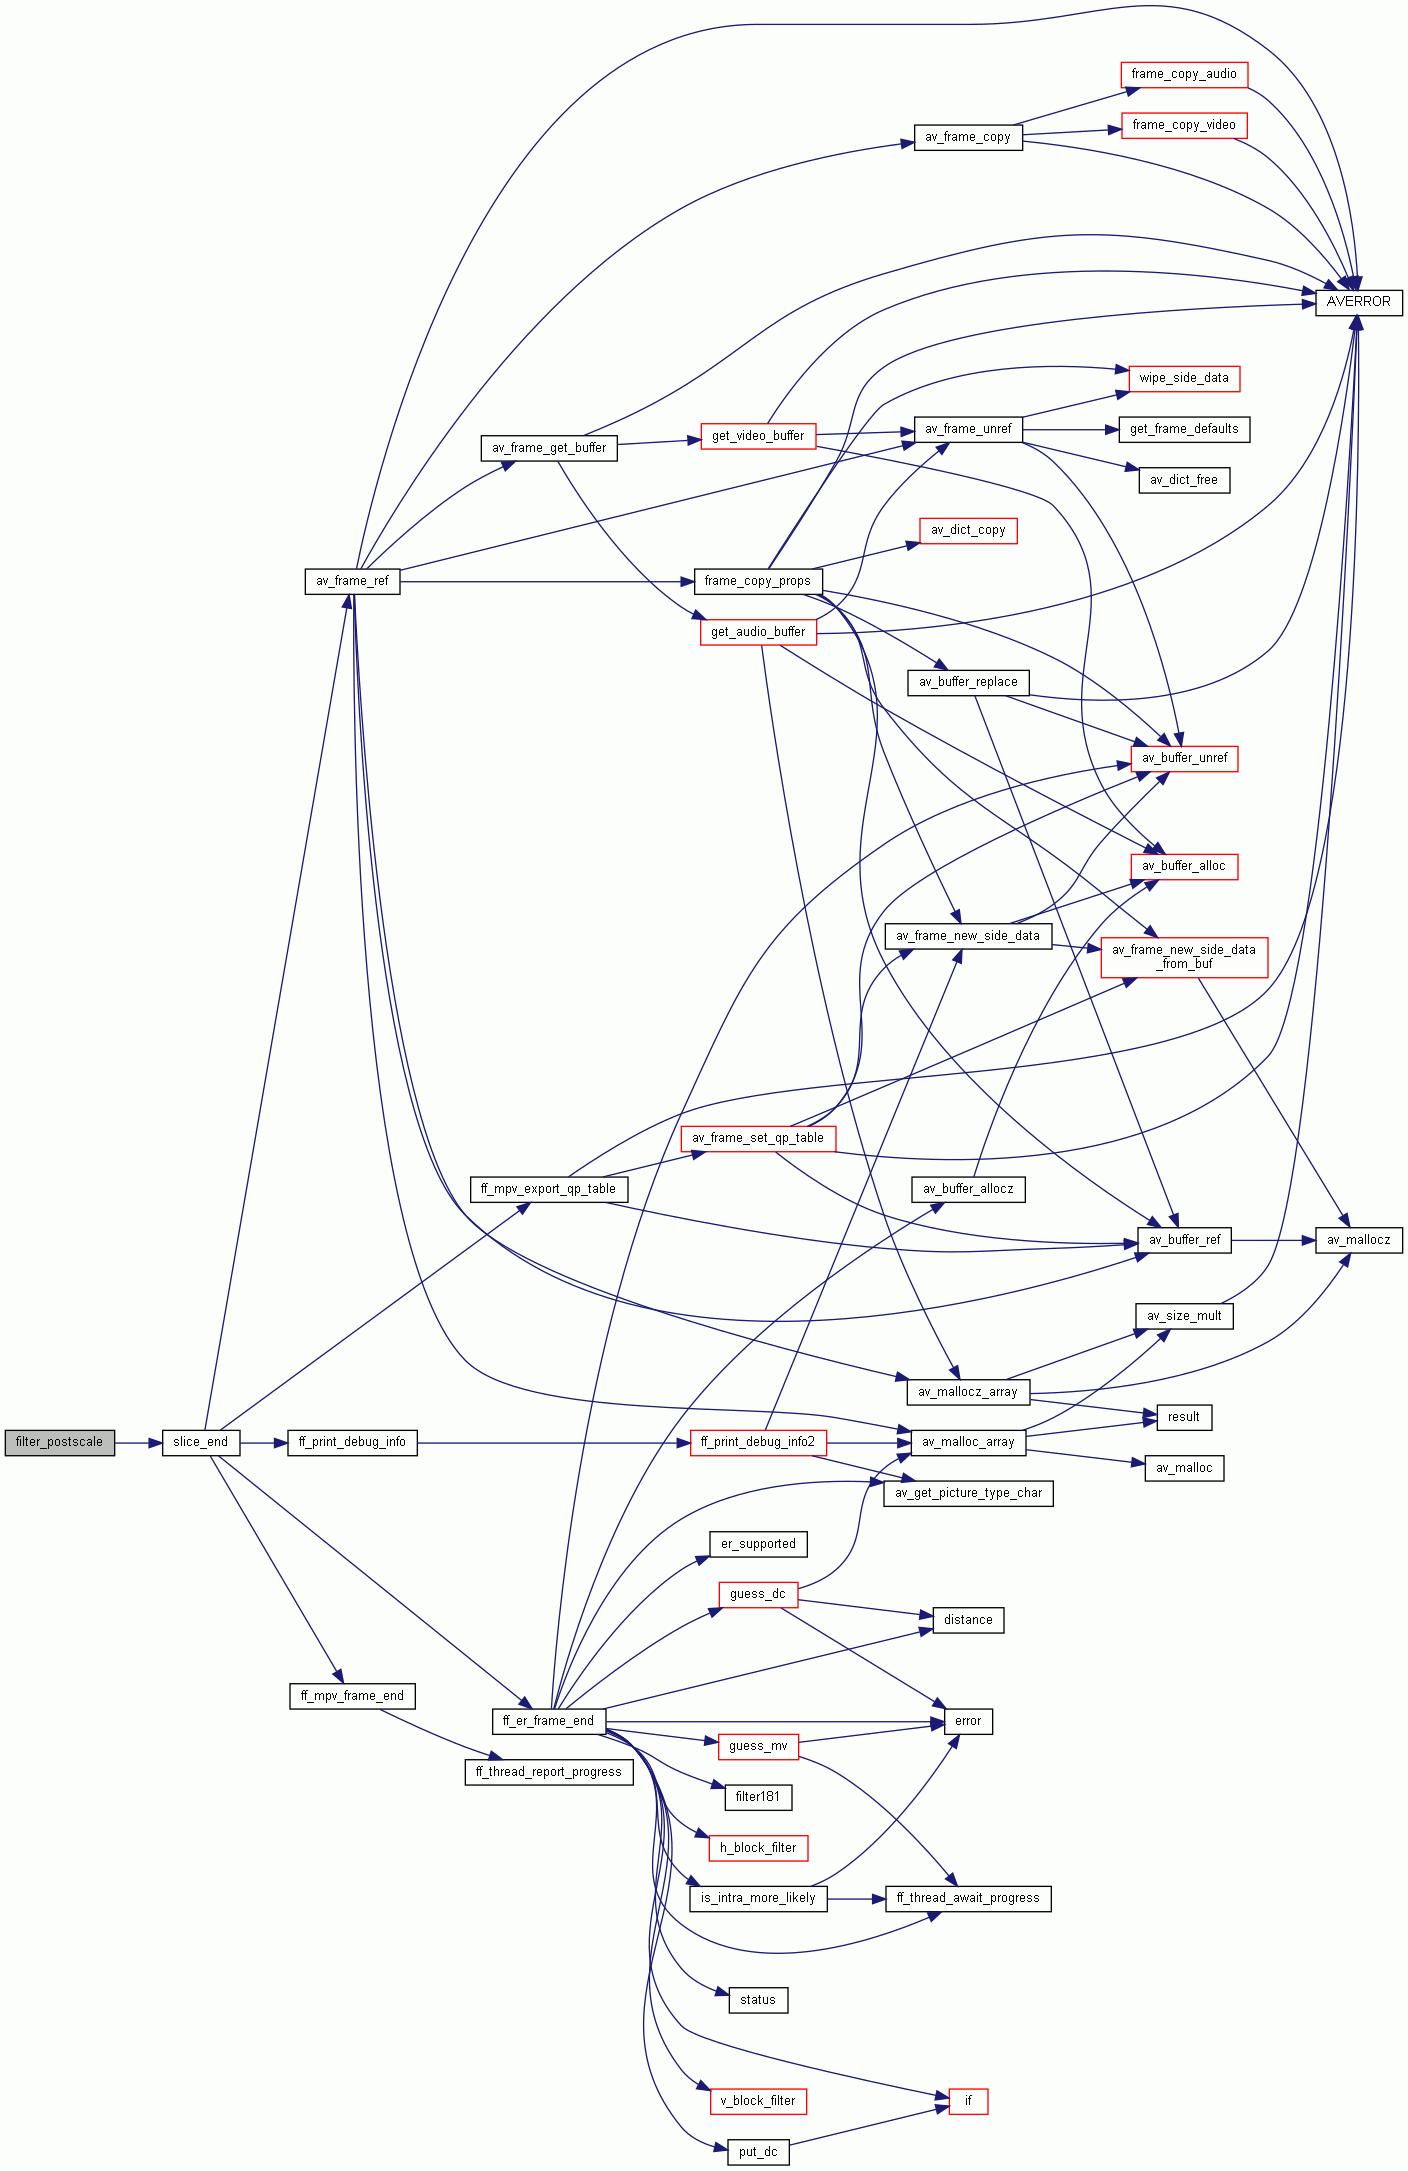 frame_copy_audio
frame_copy_video
av_frame_copy
AVERROR
wipe_side_data
av_frame_unref
get_frame_defaults
get_video_buffer
av_frame_get_buffer
av_dict_free
av_dict_copy
av_frame_ref
frame_copy_props
get_audio_buffer
av_buffer_replace
av_buffer_unref
av_buffer_alloc
av_frame_new_side_data
av_frame_new_side_data
_from_buf
av_frame_set_qp_table
ff_mpv_export_qp_table
av_buffer_allocz
av_buffer_ref
av_mallocz
av_size_mult
av_mallocz_array
result
filter_postscale
slice_end
ff_print_debug_info
ff_print_debug_info2
av_malloc_array
av_malloc
av_get_picture_type_char
er_supported
guess_dc
distance
ff_mpv_frame_end
ff_er_frame_end
error
guess_mv
ff_thread_report_progress
filter181
h_block_filter
is_intra_more_likely
ff_thread_await_progress
status
v_block_filter
if
put_dc